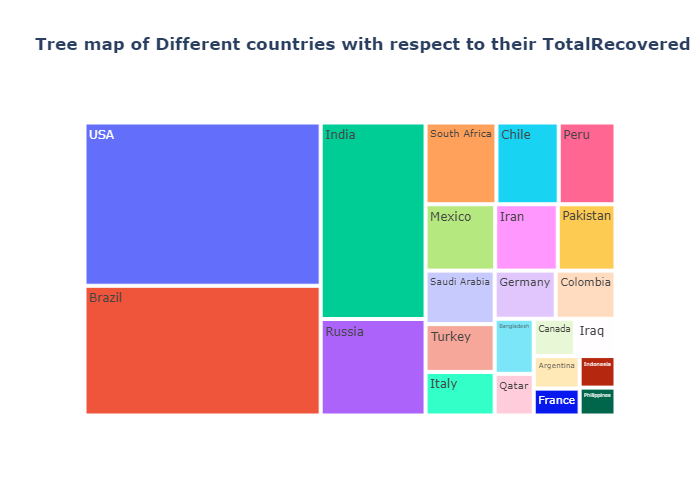 Tree map of Different countries with respect to their TotalRecovered
USA
India
South Africa
Chile
Peru
Mexico
Iran
Pakistan
Saudi Arabia
Germany
Colombia
Brazil
Russia
Turkey
Bangladesh
Canada
Iraq
Argentina
Indonesia
Italy
Qatar
France
Philippines